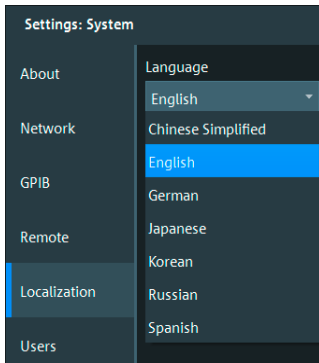 Settings: System
About
Network
GPIB
Remote
Localization
Users
Language
English
Chinese Simplified
English
German
Japanese
Korean
Russian
Spanish